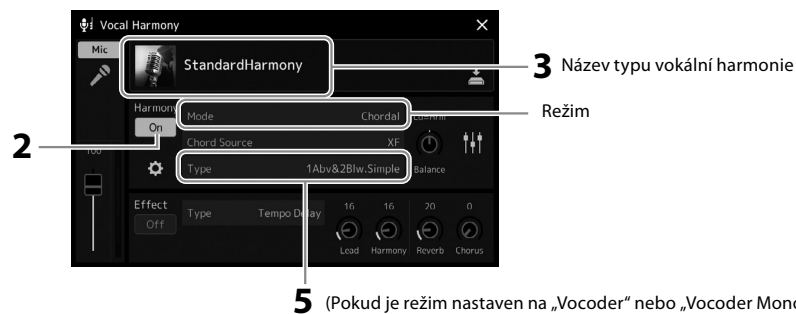 Vocal Harmony
Mic
StandardHarmony
3 Název typu vokální harmonie
Harmony
Mode Chordal
Režim
On
2
Chord Source XF
100
Type 1Abv&2Blw.Simple
Balance
Effect
Off
Type Tempo Delay
16 16 20 0
Lead Harmony Reverb Chorus
5 (Pokud je režim nastaven na „Vocoder“ nebo „Vocoder Mono